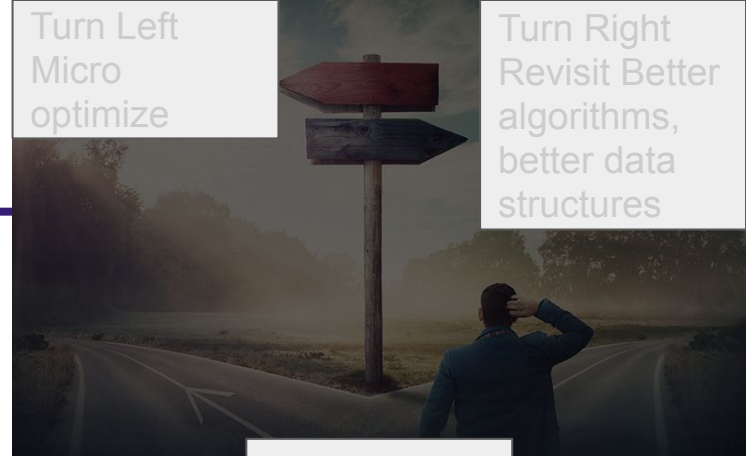 Turn Left
Micro
optimize
Turn Right
Revisit Better
algorithms,
better data
structures